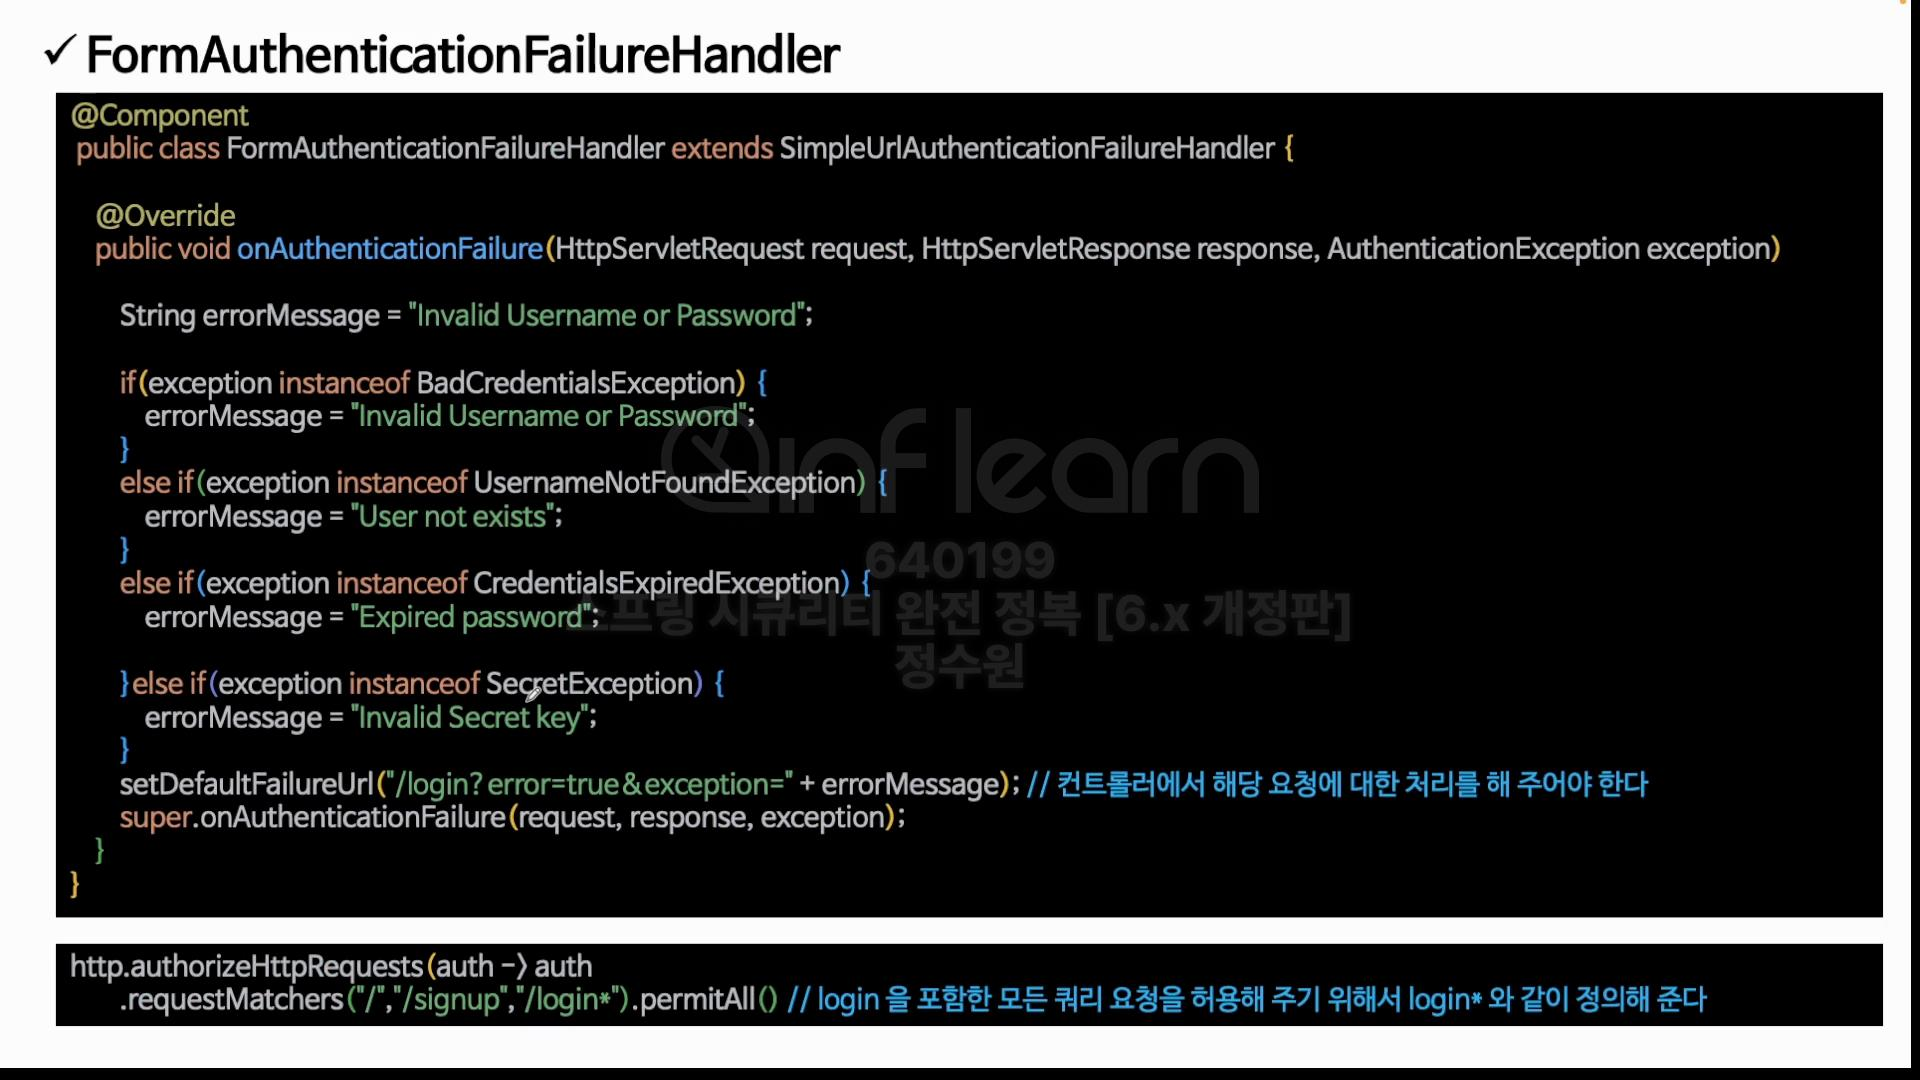 ✓ FormAuthenticationFailureHandler
@Component
public class FormAuthenticationFailureHandler extends SimpleUrlAuthenticationFailureHandler {
@Override
public void onAuthenticationFailure(HttpServletRequest request, HttpServletResponse response, AuthenticationException exception)
String errorMessage = "Invalid Username or Password";
if(exception instanceof BadCredentialsException) {
errorMessage = "Invalid Username or Password";
}
else if(exception instanceof UsernameNotFoundException) {
errorMessage = "User not exists";
}
else if(exception instanceof CredentialsExpiredException) {
errorMessage = "Expired password";
}else if(exception instanceof SecretException) {
errorMessage = "Invalid Secret key";
}
setDefaultFailureUrl("/login? error=true&exception=" + errorMessage); // 컨트롤러에서 해당 요청에 대한 처리를 해 주어야 한다
super.onAuthenticationFailure(request, response, exception);
}
}
inflearn
640199
스프링 시큐리티 완전 정복 [6.x 개정판]
정수원
http.authorizeHttpRequests(auth -> auth
.requestMatchers("/","/signup","/login*").permitAll() // login 을 포함한 모든 쿼리 요청을 허용해 주기 위해서 login* 와 같이 정의해 준다